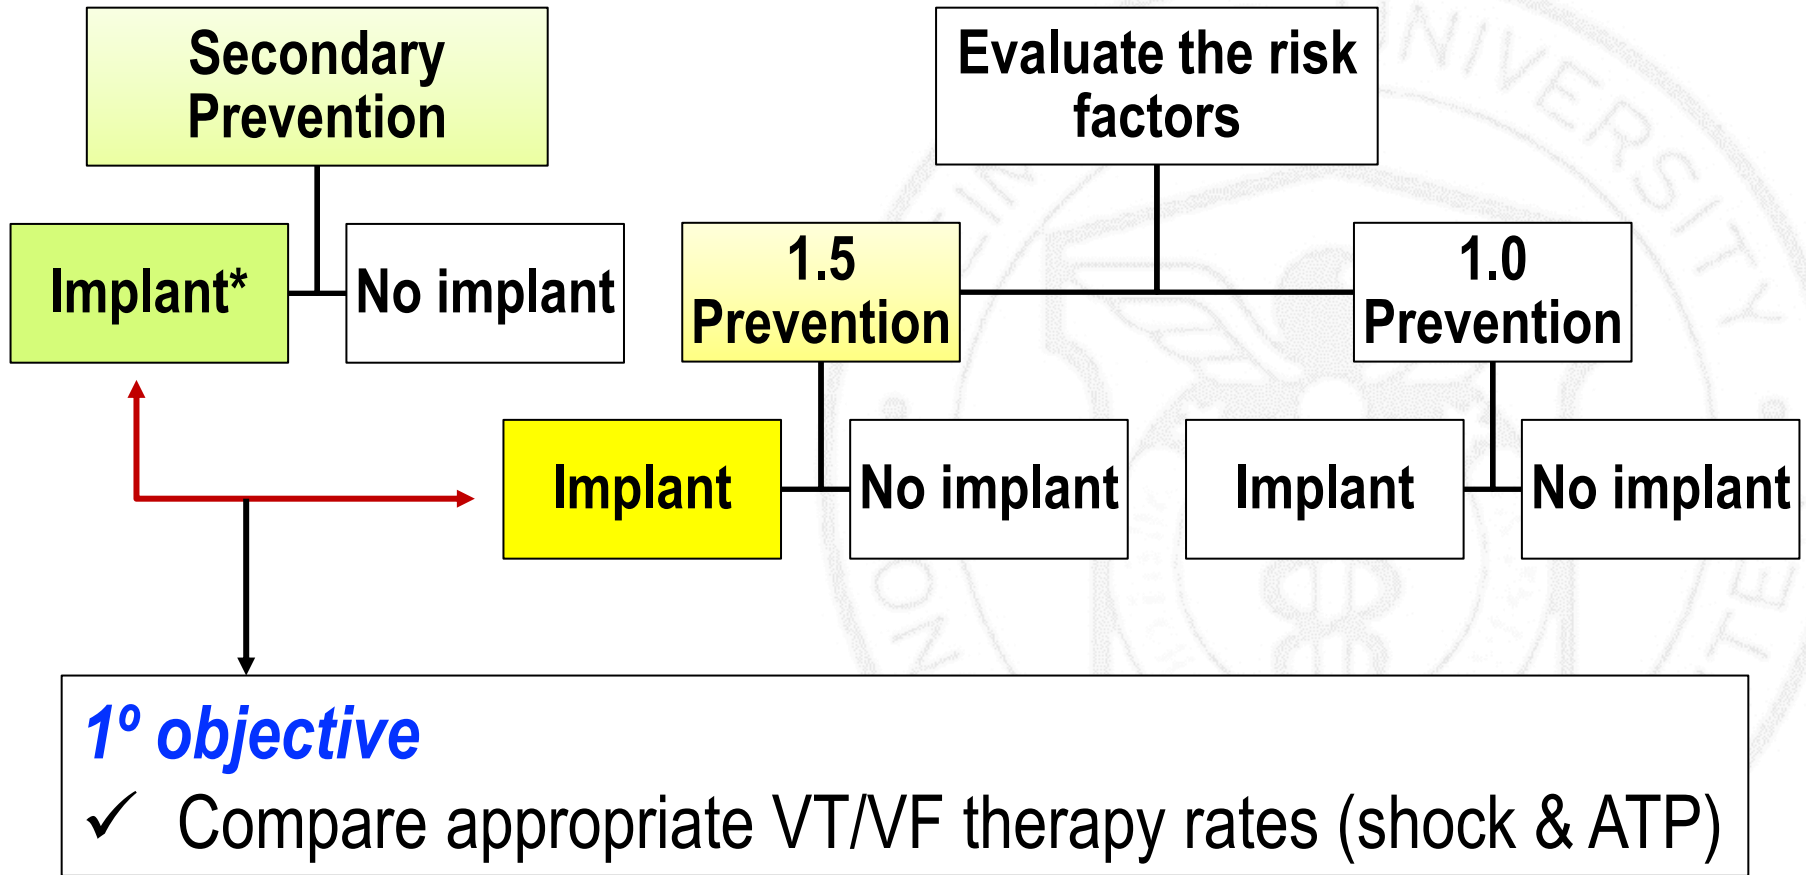 Secondary
Prevention
Evaluate the risk
factors
Implant*
No implant
1.5
Prevention
1.0
Prevention
Implant
No implant
Implant
No implant
1º objective
✓ Compare appropriate VT/VF therapy rates (shock & ATP)
UNIVERSITY